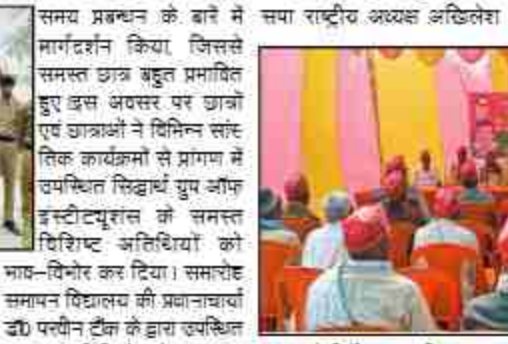 समय प्रबन्धन के बारे में
मार्गदर्शन किया, जिससे
समस्त छात्र बहुत प्रभावित
हुए इस अवसर पर छात्रों
एवं छात्राओं ने विभिन्न सांस्
तिक कार्यक्रमों से प्रांगण में
उपस्थित सिद्धार्थ ग्रुप ऑफ
इंस्टीट्यूशंस के समस्त
विशिष्ट अतिथियों को
भाव–विभोर कर दिया। समारोह
समापन विद्यालय की प्रधानाचार्या
डॉ0 परवीन टौंक के द्वारा उपस्थित
सपा राष्ट्रीय अध्यक्ष अखिलेश